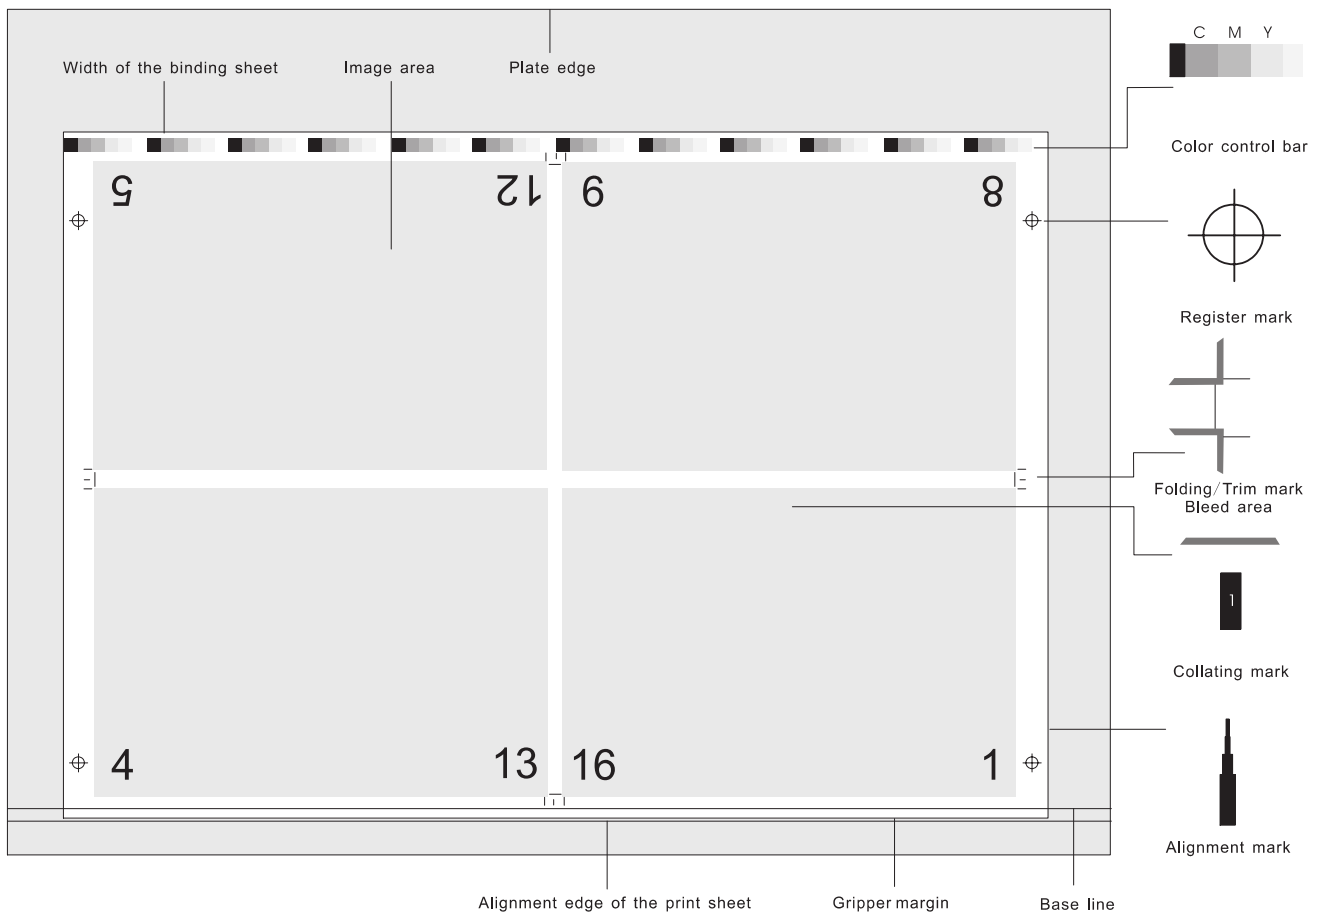 C M Y
Width of the binding sheet
Image area
Plate edge
Color control bar
5 12 9 8
Register mark
Folding/Trim mark
Bleed area
1
Collating mark
4 13 16 1
Alignment mark
Alignment edge of the print sheet
Gripper margin
Base line